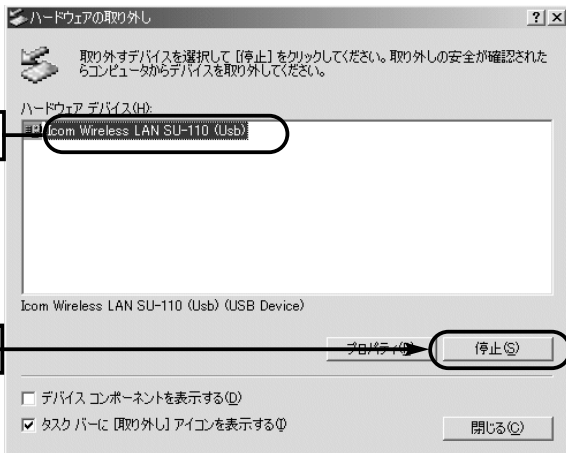 ハードウェアの取り外し
取り外すデバイスを選択して [停止] をクリックしてください。取り外しの安全が確認された
らコンピュータからデバイスを取り外してください。
ハードウェア デバイス(H):
Icom Wireless LAN SU-110 (Usb)
Icom Wireless LAN SU-110 (Usb) (USB Device)
プロパティ(P)
停止(S)
デバイス コンポーネントを表示する(D)
タスク バーに [取り外し] アイコンを表示する(I)
閉じる(C)